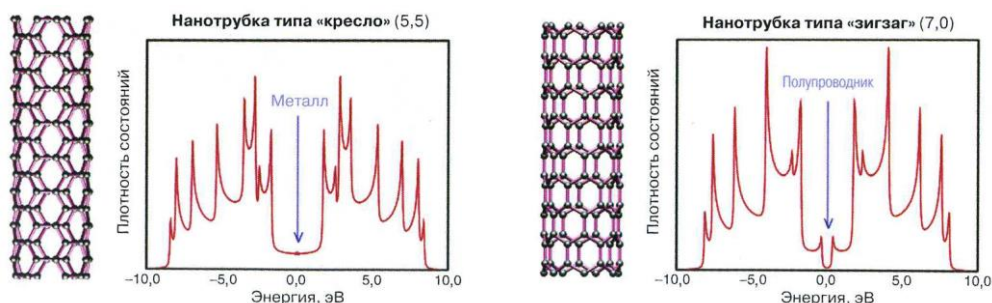 Нанотрубка типа «кресло» (5,5)
Плотность состояний
Металл
–10,0 –5,0 0,0 5,0 10,0
Энергия, эВ
Нанотрубка типа «зигзаг» (7,0)
Плотность состояний
Полупроводник
–10,0 –5,0 0,0 5,0 10,0
Энергия, эВ